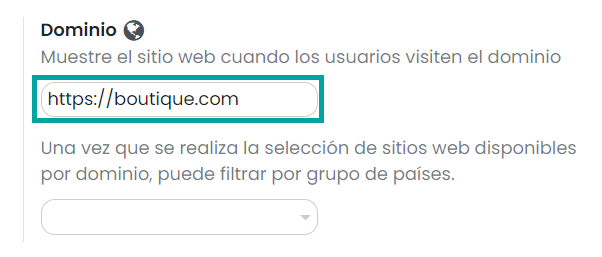 Dominio
Muestre el sitio web cuando los usuarios visiten el dominio
https://boutique.com
Una vez que se realiza la selección de sitios web disponibles
por dominio, puede filtrar por grupo de países.